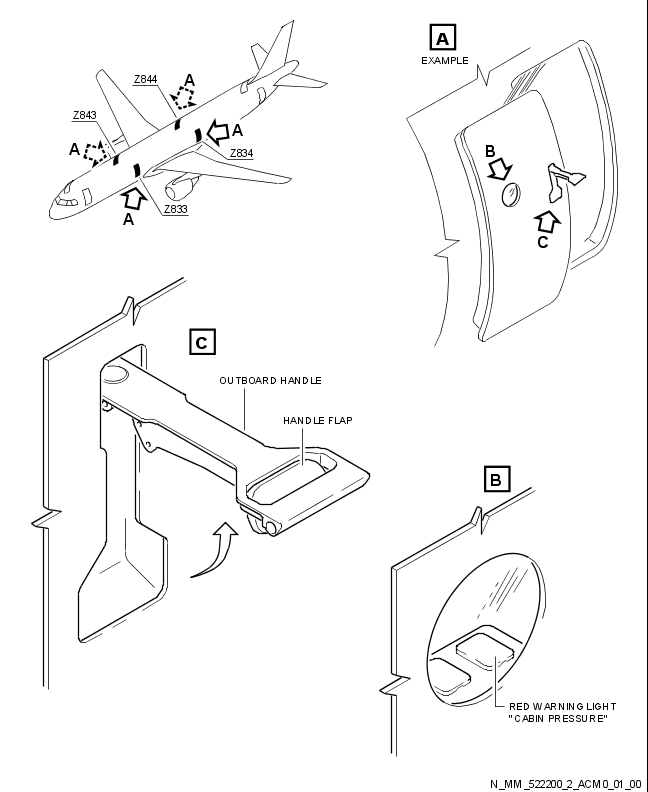 A
EXAMPLE
Z844
A
Z843
A
A
Z834
Z833
A
B
C
C
OUTBOARD HANDLE
HANDLE FLAP
B
RED WARNING LIGHT
"CABIN PRESSURE"
N_MM_522200_2_ACM0_01_00